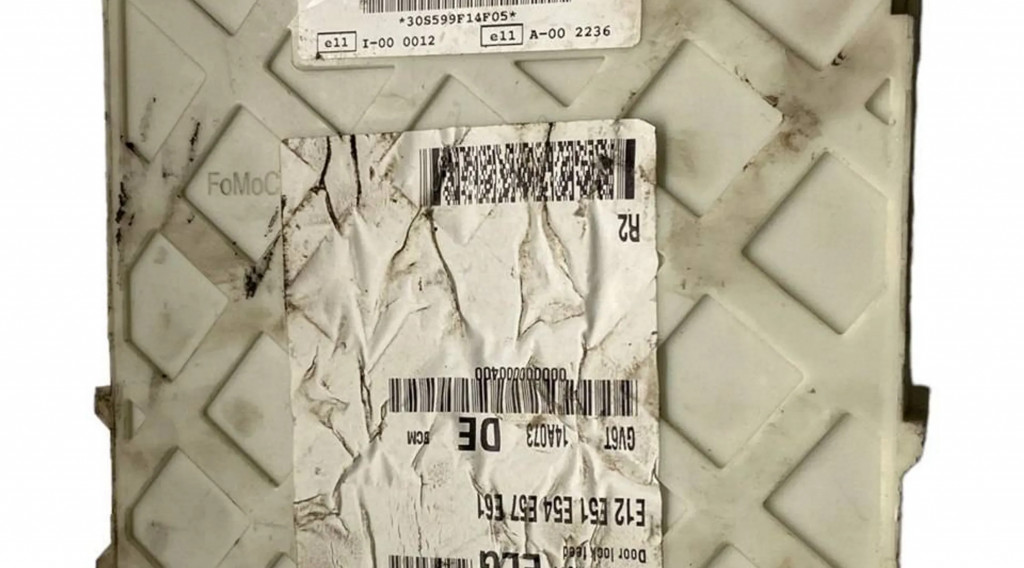 *30S599F14F05*
e11 I-00 0012 e11 A-00 2236
FoMoC
R2
000000000400
GV6T 14A073 DE BCM
E12 E51 E54 E57 E61
Door lock feed